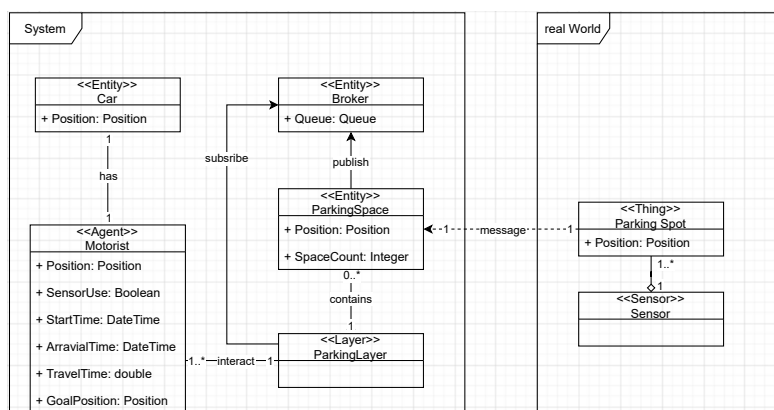 System
real World
<<Entity>>
Car
+ Position: Position
1
has
1
<<Agent>>
Motorist
+ Position: Position
+ SensorUse: Boolean
+ StartTime: DateTime
+ ArravialTime: DateTime
+ TravelTime: double
+ GoalPosition: Position
<<Entity>>
Broker
+ Queue: Queue
subsribe
publish
<<Entity>>
ParkingSpace
+ Position: Position
+ SpaceCount: Integer
0..*
contains
1
<<Layer>>
ParkingLayer
1..* interact 1
1 message 1
<<Thing>>
Parking Spot
+ Position: Position
1..*
1
<<Sensor>>
Sensor